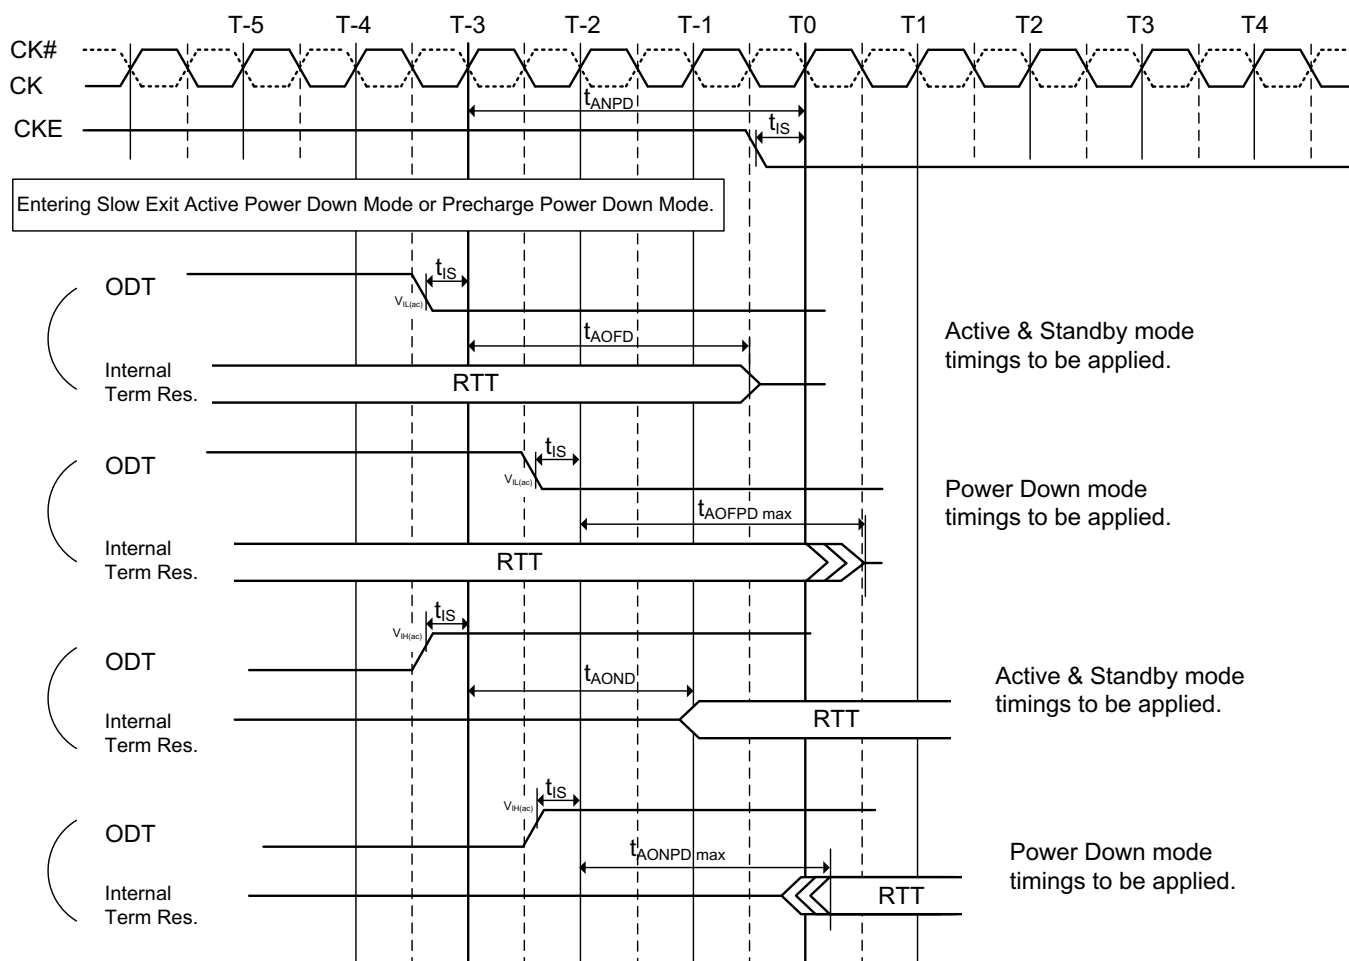 T-5 T-4 T-3 T-2 T-1 T0 T1 T2 T3 T4
CK#
CK
tANPD
CKE
tIS
Entering Slow Exit Active Power Down Mode or Precharge Power Down Mode.
ODT
tIS
VIL(ac)
tAOFD
Active & Standby mode
timings to be applied.
Internal
Term Res.
RTT
ODT
tIS
VIL(ac)
tAOFPD max
Power Down mode
timings to be applied.
Internal
Term Res.
RTT
tIS
VIH(ac)
ODT
tAOND
Active & Standby mode
timings to be applied.
Internal
Term Res.
RTT
tIS
VIH(ac)
ODT
tAONPD max
Power Down mode
timings to be applied.
Internal
Term Res.
RTT